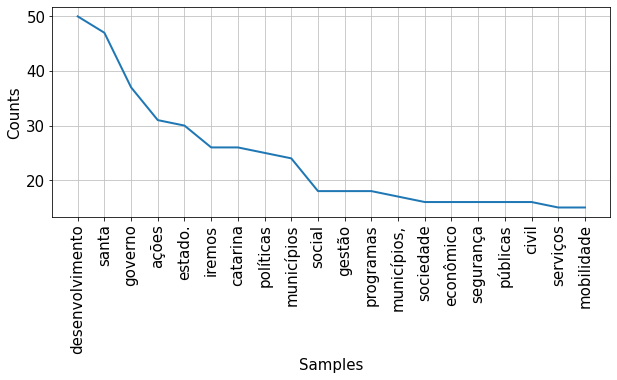 50
40
30
20
Counts
desenvolvimento
santa
governo
ações
estado.
iremos
catarina
políticas
municípios
social
gestão
programas
municípios,
sociedade
econômico
segurança
públicas
civil
serviços
mobilidade
Samples